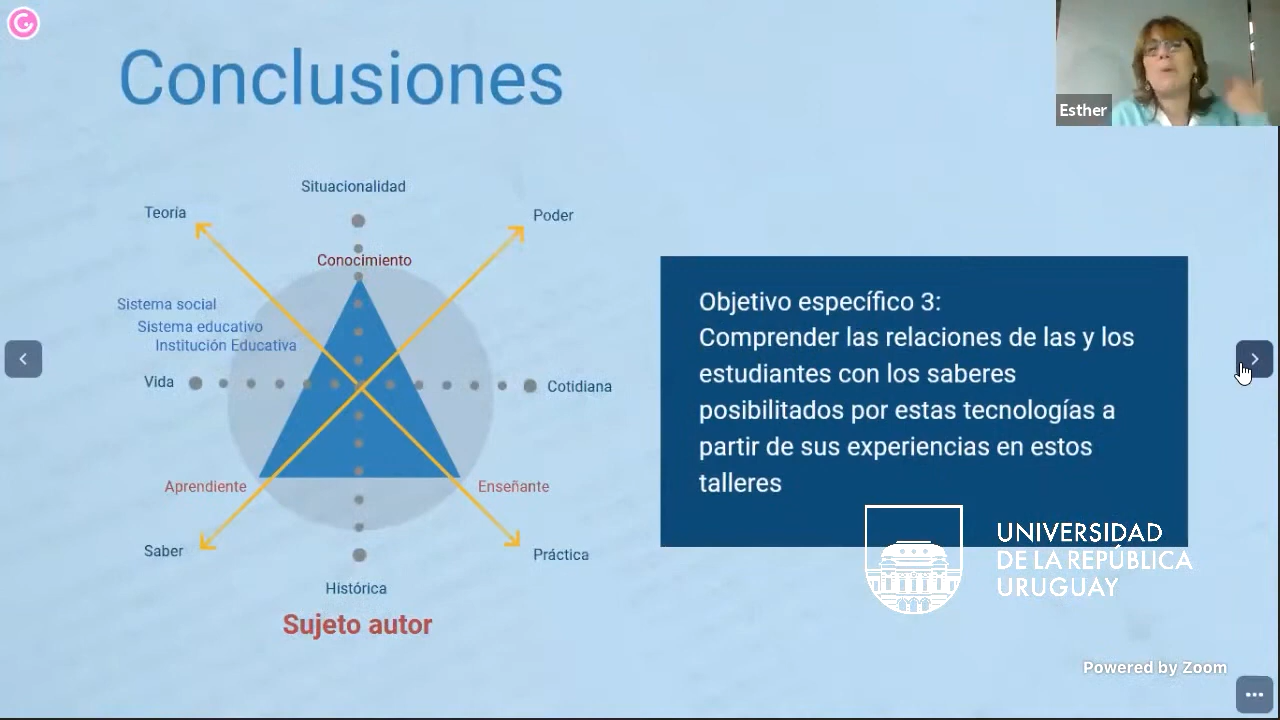 Conclusiones
Esther
Situacionalidad
Teoría
Poder
Conocimiento
Sistema social
Sistema educativo
Institución Educativa
Vida
Cotidiana
Aprendiente
Enseñante
Saber
Práctica
Histórica
Sujeto autor
Objetivo específico 3:
Comprender las relaciones de las y los
estudiantes con los saberes
posibilitados por estas tecnologías a
partir de sus experiencias en estos
talleres
UNIVERSIDAD
DE LA REPÚBLICA
URUGUAY
Powered by Zoom